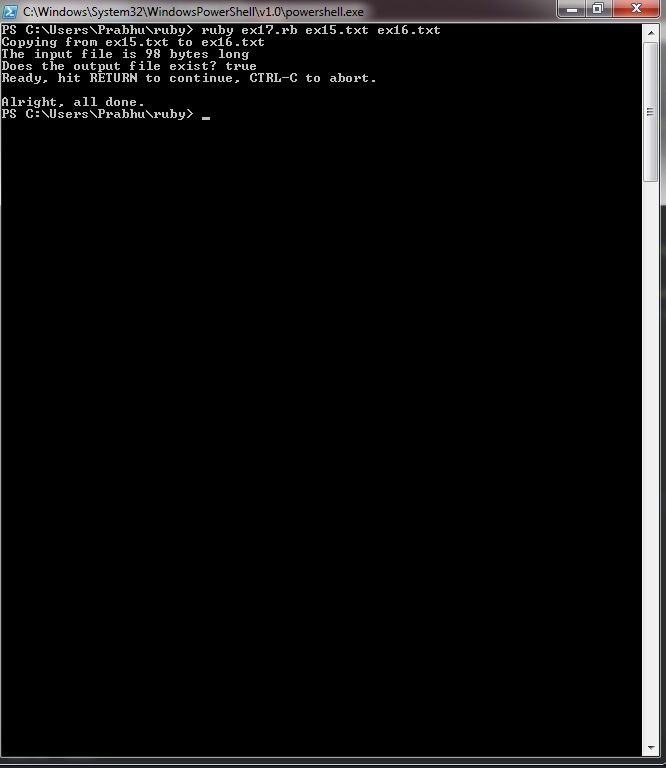 C:\Windows\System32\WindowsPowerShell\v1.0\powershell.exe
PS C:\Users\Prabhu\ruby> ruby ex17.rb ex15.txt ex16.txt
Copying from ex15.txt to ex16.txt
The input file is 98 bytes long
Does the output file exist? true
Ready, hit RETURN to continue, CTRL-C to abort.
Alright, all done.
PS C:\Users\Prabhu\ruby> _